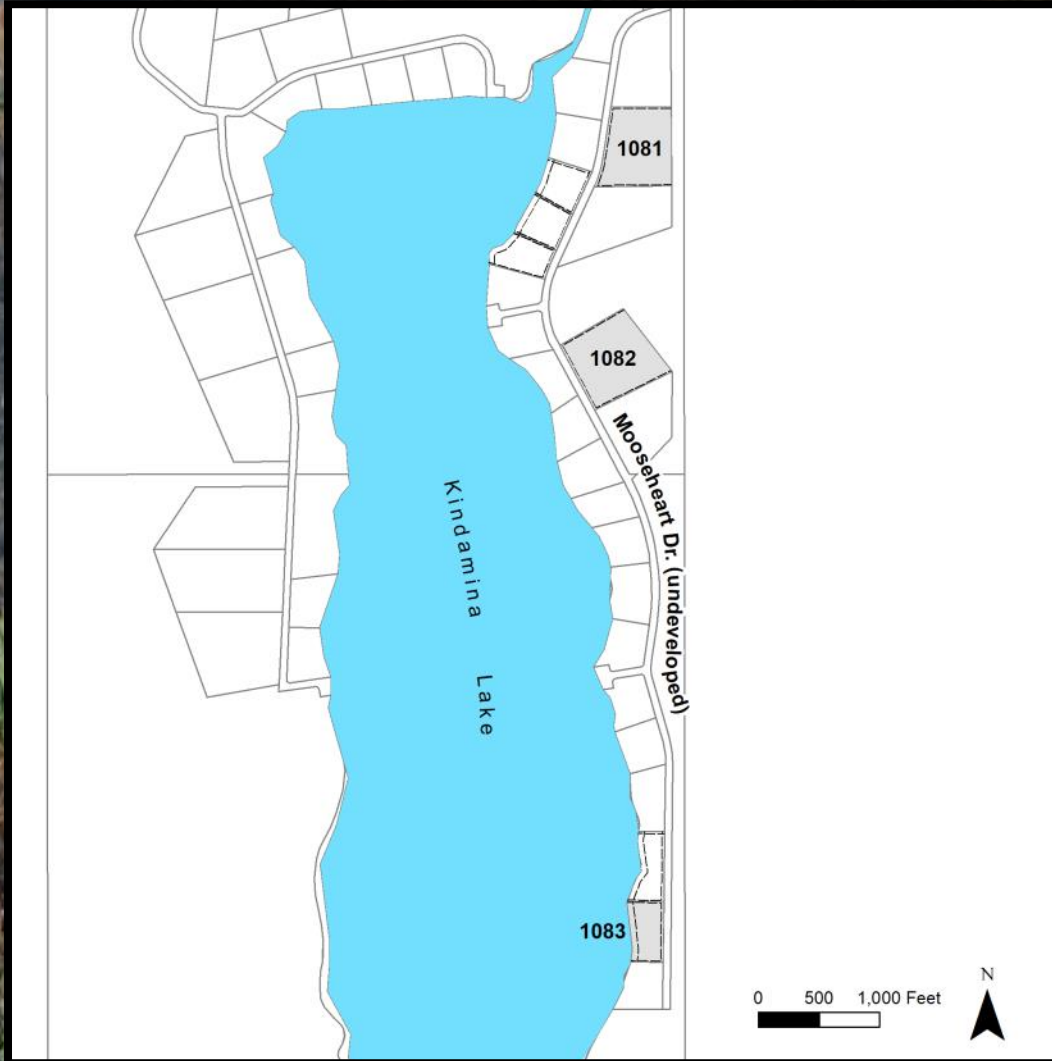 1081
1082
Mooseheart Dr. (undeveloped)
Kindamina
Lake
1083
N
0 500 1,000 Feet